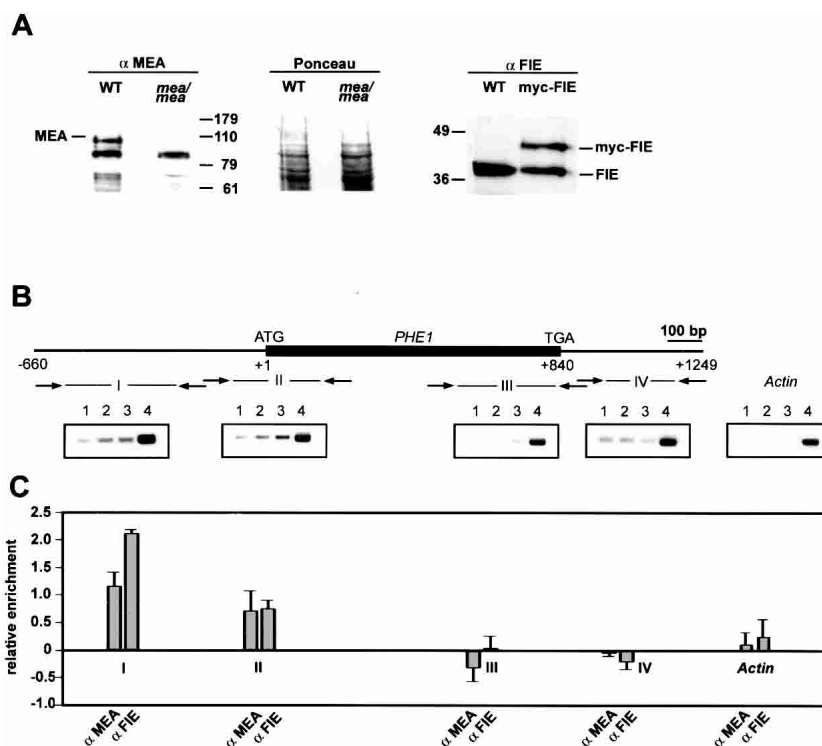 A
α MEA
Ponceau
α FIE
WT
mea/
mea
WT
mea/
mea
WT
myc-FIE
MEA
179
110
79
61
49
36
myc-FIE
FIE
B
ATG
PHE1
TGA
100 bp
-660
+1
+840
+1249
I
II
III
IV
Actin
1 2 3 4
1 2 3 4
1 2 3 4
1 2 3 4
1 2 3 4
C
relative enrichment
2.5
2.0
1.5
1.0
0.5
0
-0.5
-1.0
I
II
III
IV
Actin
α MEA
α FIE
α MEA
α FIE
α MEA
α FIE
α MEA
α FIE
α MEA
α FIE